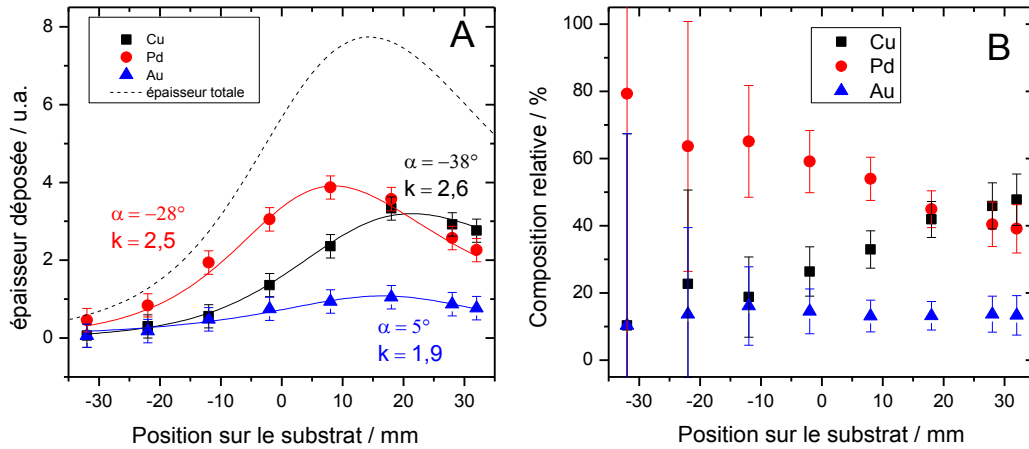 A
Cu
Pd
Au
épaisseur totale
α = −38°
k = 2,6
α = −28°
k = 2,5
α = 5°
k = 1,9
8
6
4
2
0
-30 -20 -10 0 10 20 30
épaisseur déposée / u.a.
Position sur le substrat / mm
B
Cu
Pd
Au
100
80
60
40
20
0
-30 -20 -10 0 10 20 30
Composition relative / %
Position sur le substrat / mm